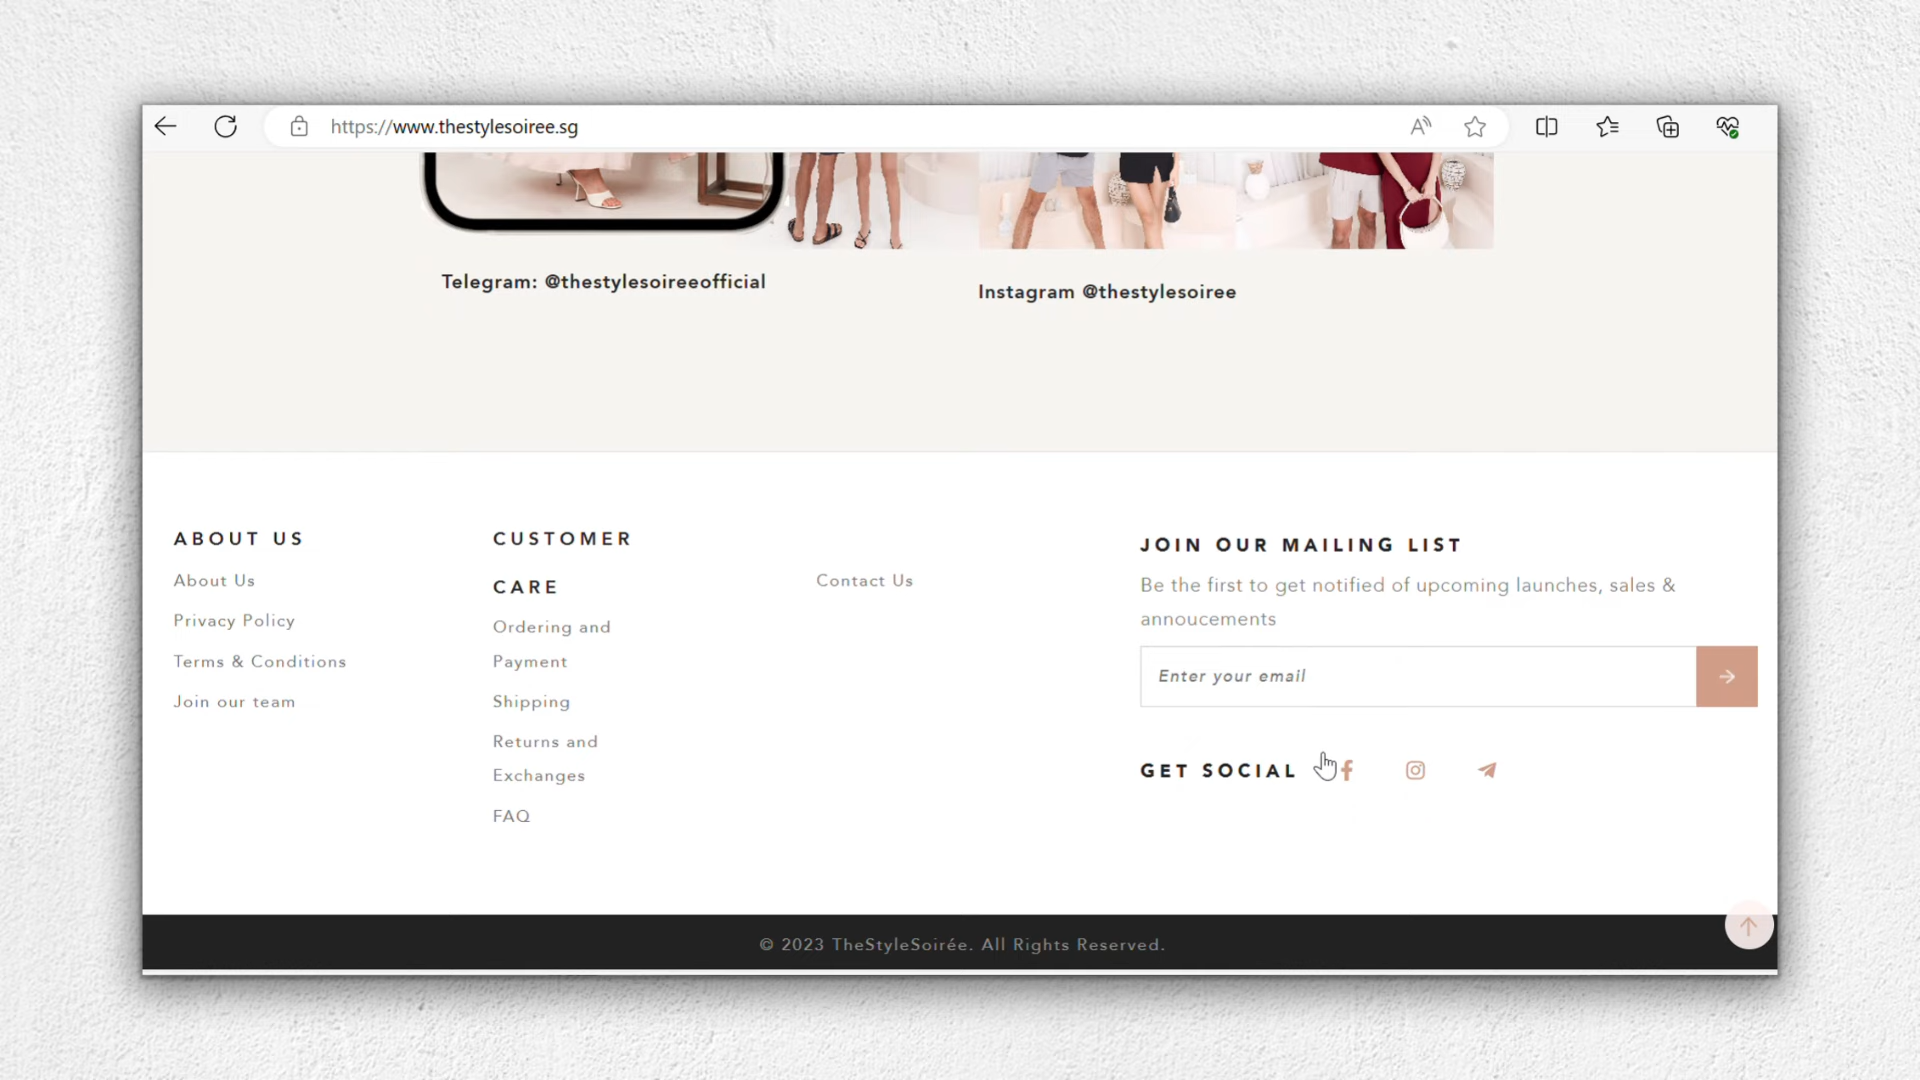 https://www.thestylesoiree.sg
Telegram: @thestylesoireeofficial
Instagram @thestylesoiree
ABOUT US
About Us
Privacy Policy
Terms & Conditions
Join our team
CUSTOMER
CARE
Ordering and
Payment
Shipping
Returns and
Exchanges
FAQ
Contact Us
JOIN OUR MAILING LIST
Be the first to get notified of upcoming launches, sales &
annoucements
Enter your email
GET SOCIAL
© 2023 TheStyleSoirée. All Rights Reserved.